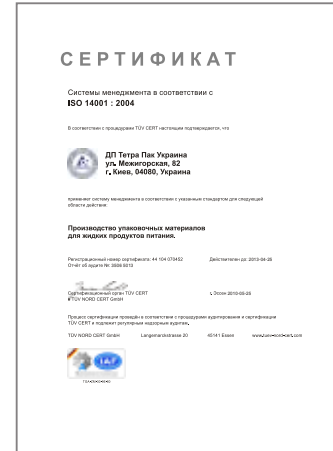 СЕРТИФИКАТ
Системы менеджмента в соответствии с
ISO 14001 : 2004
В соответствии с процедурами TÜV CERT настоящим подтверждается, что
ДП Тетра Пак Украина
ул. Межигорская, 82
г. Киев, 04080, Украина
применяет систему менеджмента в соответствии с указанным стандартом для следующей
области действия:
Производство упаковочных материалов
для жидких продуктов питания.
Регистрационный номер сертификата: 44 104 070452 Действителен до: 2013-04-26
Отчёт об аудите №: 3508 8013
Сертификационный орган TÜV CERT г. Эссен 2010-05-26
в TÜV NORD CERT GmbH
Процесс сертификации проведён в соответствии с процедурами аудитирования и сертификации
TÜV CERT и подлежит регулярным надзорным аудитам.
TÜV NORD CERT GmbH Langemarckstrasse 20 45141 Essen www.tuev-nord-cert.com